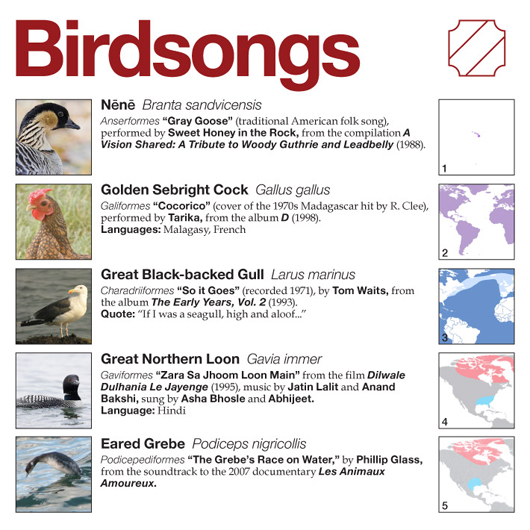 Birdsongs
Nēnē Branta sandvicensis
Anserformes “Gray Goose” (traditional American folk song),
performed by Sweet Honey in the Rock, from the compilation A
Vision Shared: A Tribute to Woody Guthrie and Leadbelly (1988).
1
Golden Sebright Cock Gallus gallus
Galiformes “Cocorico” (cover of the 1970s Madagascar hit by R. Clee),
performed by Tarika, from the album D (1998).
Languages: Malagasy, French
2
Great Black-backed Gull Larus marinus
Charadriiformes “So it Goes” (recorded 1971), by Tom Waits, from
the album The Early Years, Vol. 2 (1993).
Quote: “If I was a seagull, high and aloof...”
3
Great Northern Loon Gavia immer
Gaviformes “Zara Sa Jhoom Loon Main” from the film Dilwale
Dulhania Le Jayenge (1995), music by Jatin Lalit and Anand
Bakshi, sung by Asha Bhosle and Abhijeet.
Language: Hindi
4
Eared Grebe Podiceps nigricollis
Podicepediformes “The Grebe’s Race on Water,” by Phillip Glass,
from the soundtrack to the 2007 documentary Les Animaux
Amoureux.
5